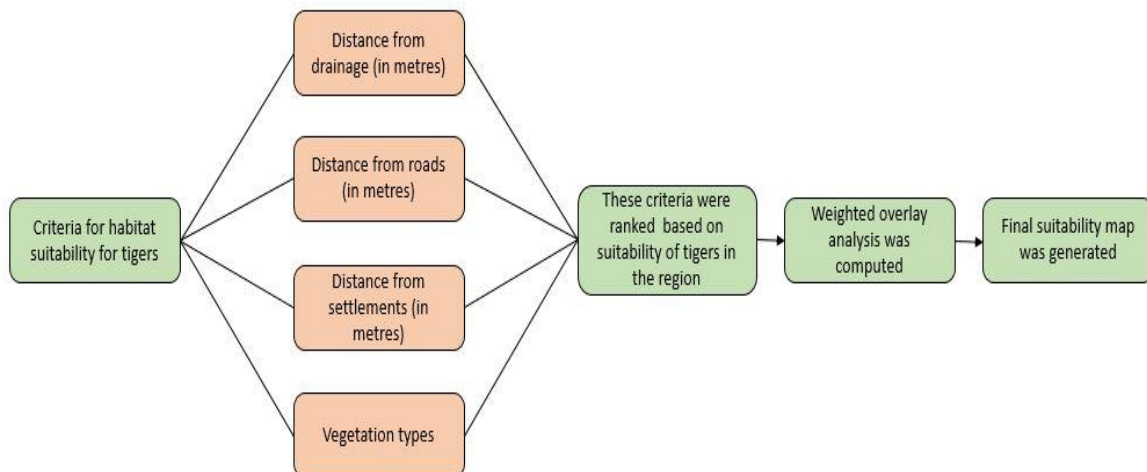 Distance from
drainage (in metres)
Distance from roads
(in metres)
Criteria for habitat
suitability for tigers
Distance from
settlements (in
metres)
Vegetation types
These criteria were
ranked based on
suitability of tigers in
the region
Weighted overlay
analysis was
computed
Final suitability map
was generated